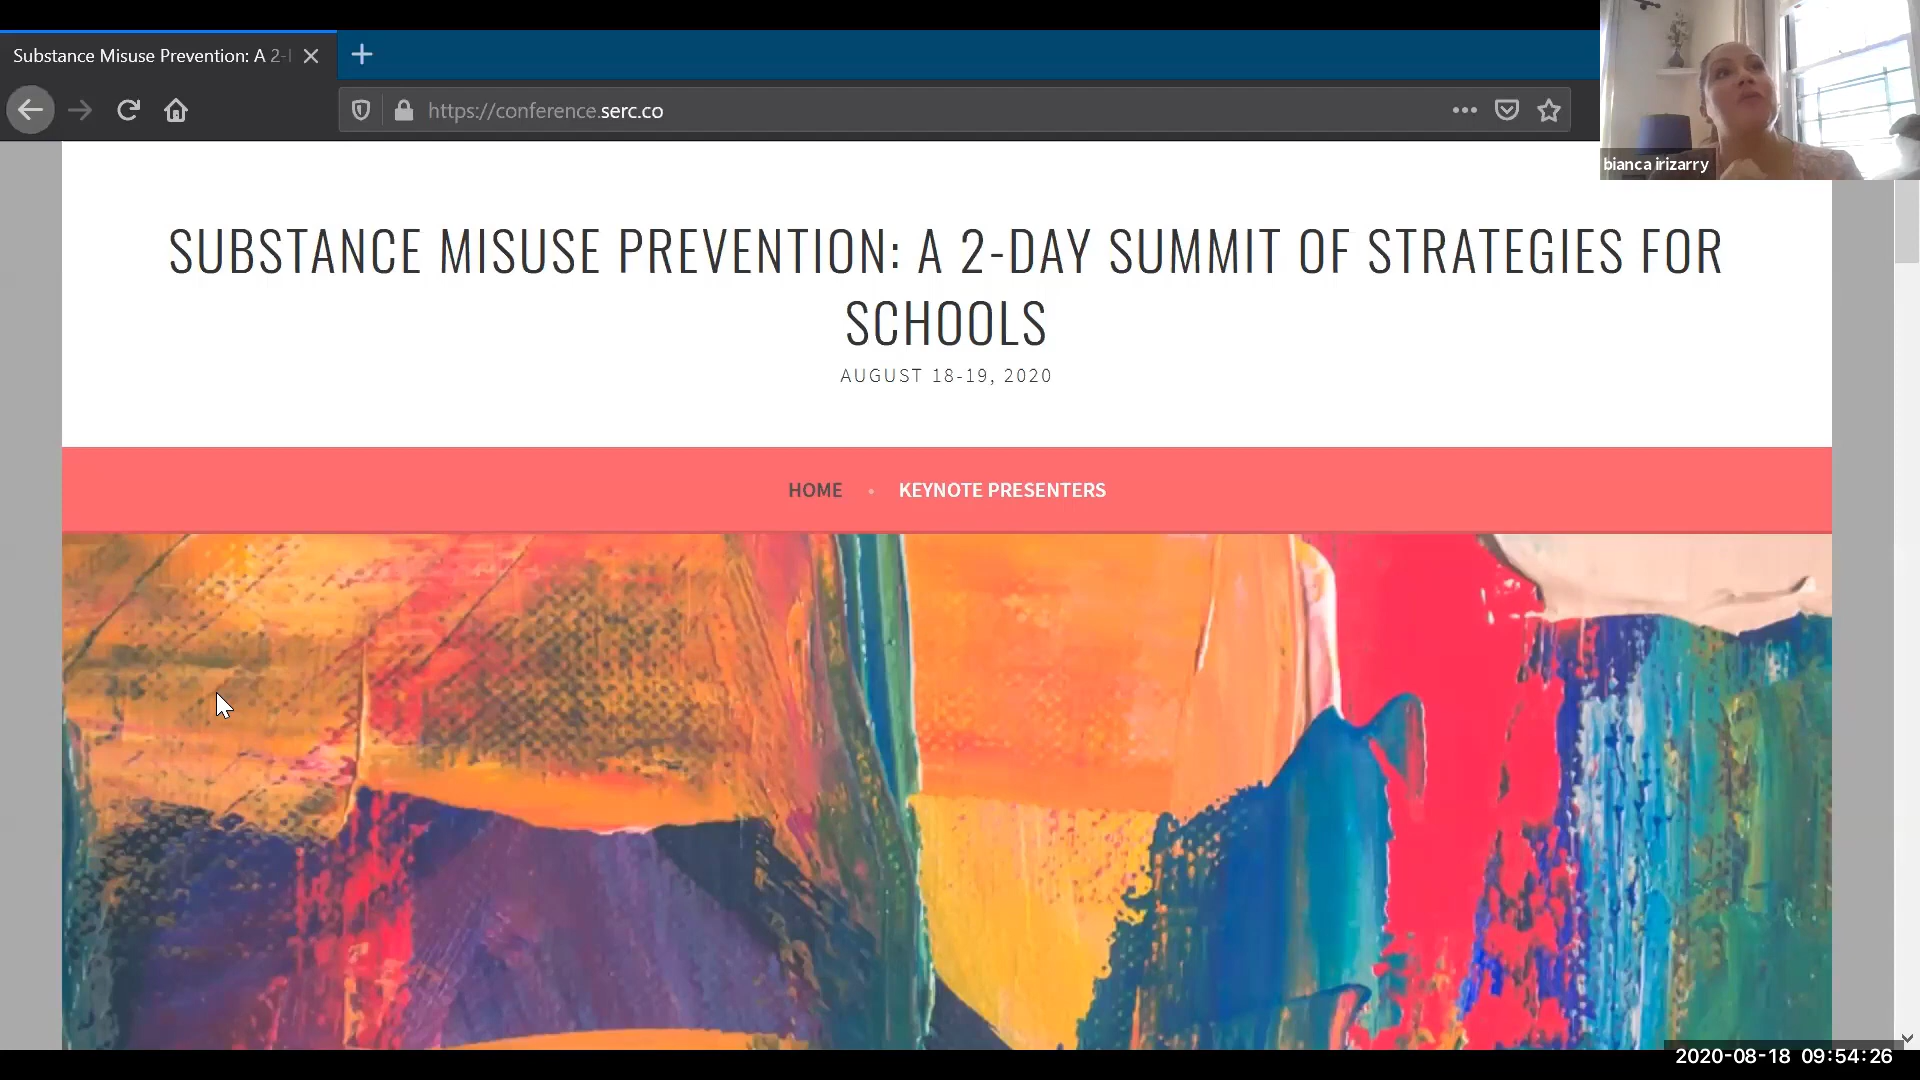 Substance Misuse Prevention: A 2-
https://conference.serc.co
bianca irizarry
SUBSTANCE MISUSE PREVENTION: A 2-DAY SUMMIT OF STRATEGIES FOR
SCHOOLS
AUGUST 18-19, 2020
HOME • KEYNOTE PRESENTERS
2020-08-18 09:54:26